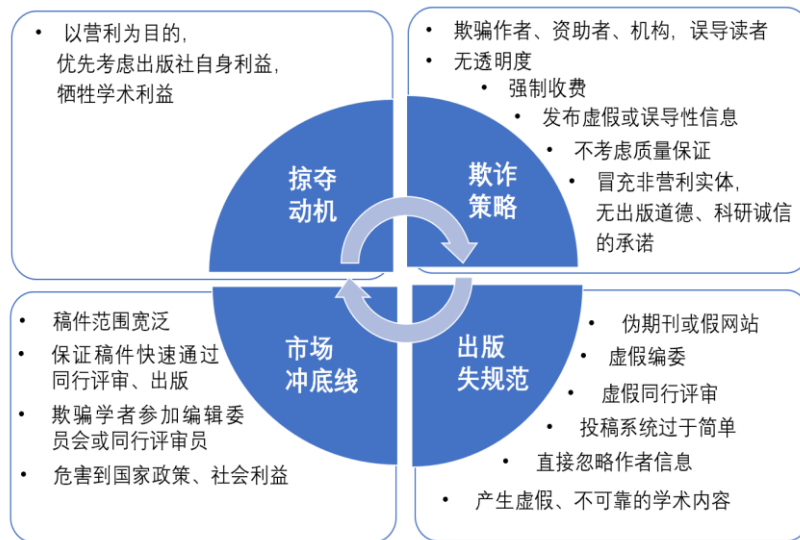 • 以营利为目的，
优先考虑出版社自身利益，
牺牲学术利益
掠夺
动机
• 欺骗作者、资助者、机构，误导读者
• 无透明度
• 强制收费
• 发布虚假或误导性信息
• 不考虑质量保证
• 冒充非营利实体，
无出版道德、科研诚信
的承诺
欺诈
策略
• 稿件范围宽泛
• 保证稿件快速通过
同行评审、出版
• 欺骗学者参加编辑委
员会或同行评审员
• 危害到国家政策、社会利益
市场
冲底线
出版
失规范
• 伪期刊或假网站
• 虚假编委
• 虚假同行评审
• 投稿系统过于简单
• 直接忽略作者信息
• 产生虚假、不可靠的学术内容